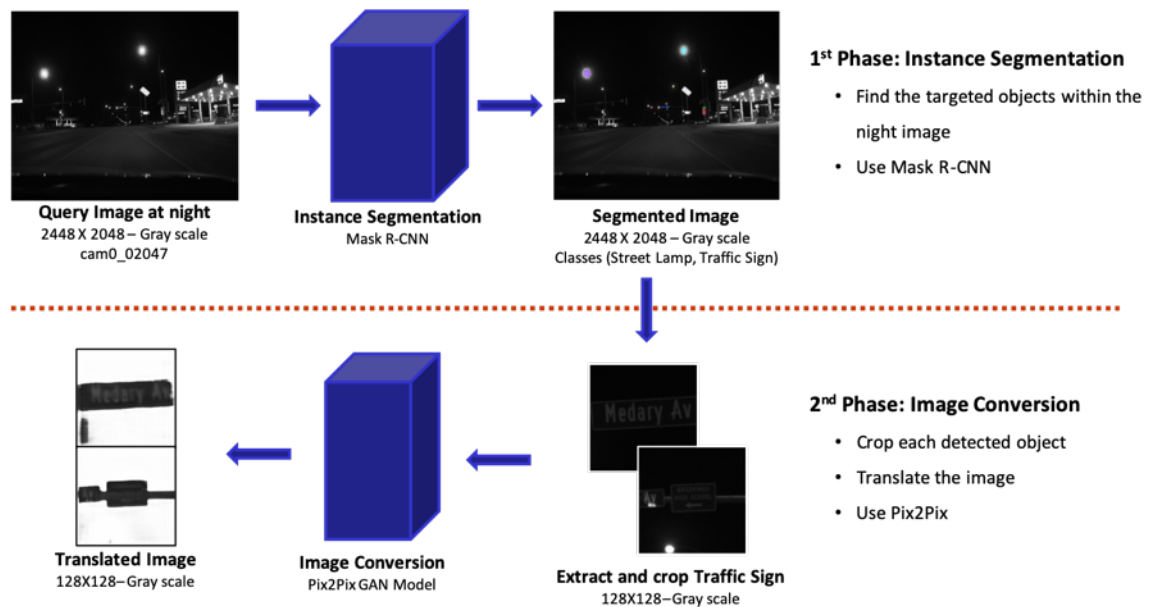 1st Phase: Instance Segmentation
• Find the targeted objects within the
night image
• Use Mask R-CNN
Query Image at night
2448 X 2048 – Gray scale
cam0_02047
Instance Segmentation
Mask R-CNN
Segmented Image
2448 X 2048 – Gray scale
Classes (Street Lamp, Traffic Sign)
2nd Phase: Image Conversion
• Crop each detected object
• Translate the image
• Use Pix2Pix
Medary Av
Medary Av
Av
Translated Image
128X128–Gray scale
Image Conversion
Pix2Pix GAN Model
Extract and crop Traffic Sign
128X128–Gray scale